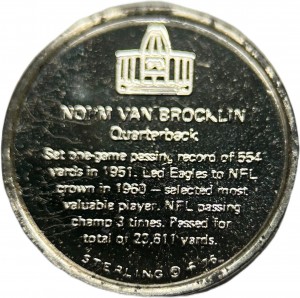 NORM VAN BROCKLIN
Quarterback
Set one-game passing record of 554
yards in 1951. Led Eagles to NFL
crown in 1960 – selected most
valuable player. NFL passing
champ 3 times. Passed for
total of 23,611 yards.
STERLING